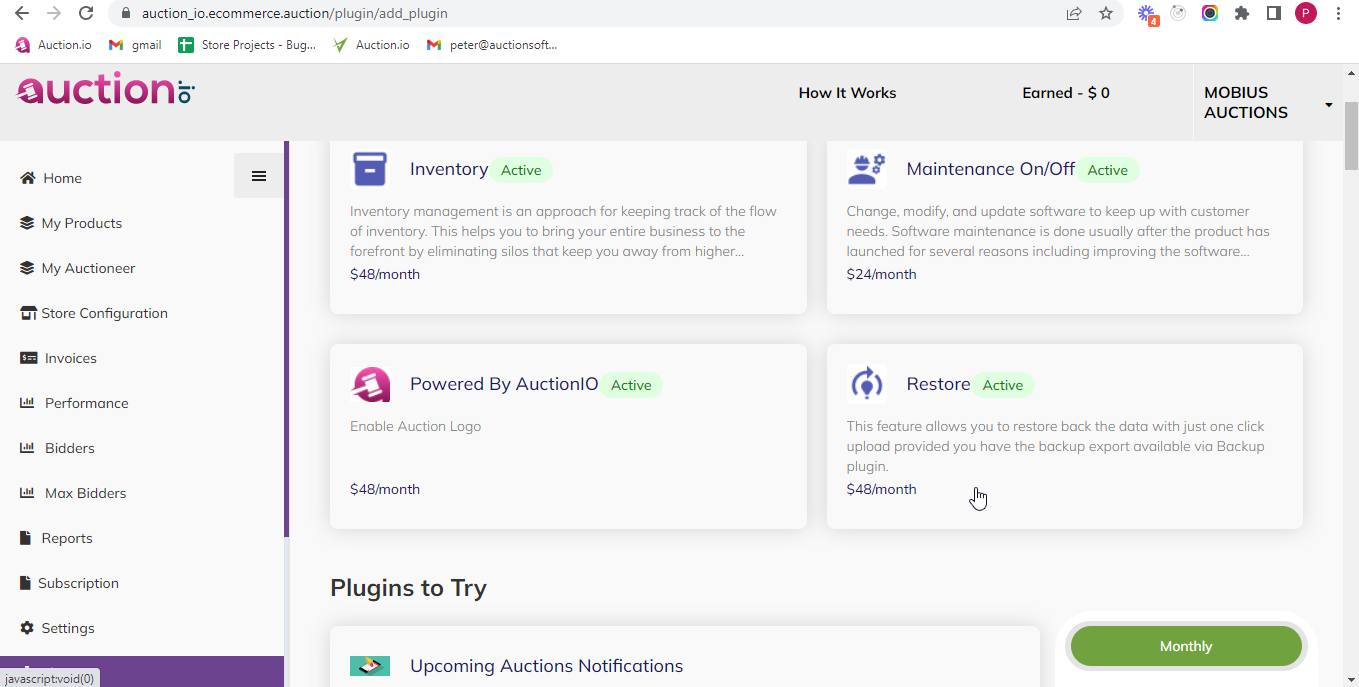 auction_io.ecommerce.auction/plugin/add_plugin
4
P
Auction.io
gmail
Store Projects - Bug...
Auction.io
peter@auctionsoft...
auction.io
How It Works
Earned - $ 0
MOBIUS
AUCTIONS
Home
My Products
My Auctioneer
Store Configuration
Invoices
Performance
Bidders
Max Bidders
Reports
Subscription
Settings
javascript:void(0)
Inventory Active
Inventory management is an approach for keeping track of the flow
of inventory. This helps you to bring your entire business to the
forefront by eliminating silos that keep you away from higher...
$48/month
Maintenance On/Off Active
Change, modify, and update software to keep up with customer
needs. Software maintenance is done usually after the product has
launched for several reasons including improving the software...
$24/month
Powered By AuctionIO Active
Enable Auction Logo
$48/month
Restore Active
This feature allows you to restore back the data with just one click
upload provided you have the backup export available via Backup
plugin.
$48/month
Plugins to Try
Upcoming Auctions Notifications
Monthly